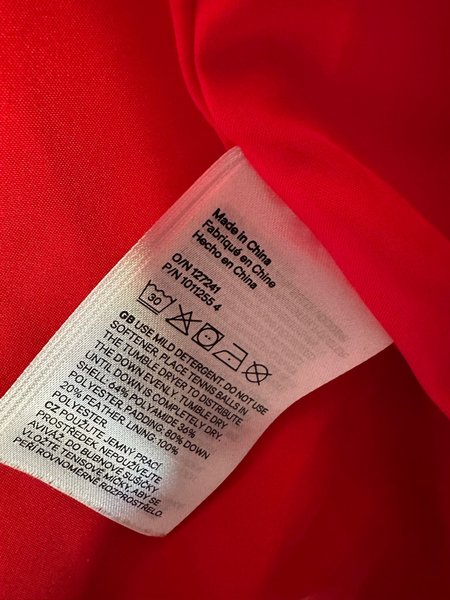 Made in China
Fabriqué en Chine
Hecho en China
O/N 127241
P/N 1011255 4
30
GB USE MILD DETERGENT. DO NOT USE
SOFTENER. PLACE TENNIS BALLS IN
THE TUMBLE DRYER TO DISTRIBUTE
THE DOWN EVENLY. TUMBLE DRY
UNTIL DOWN IS COMPLETELY DRY.
SHELL: 64% POLYAMIDE 36%
POLYESTER. PADDING: 80% DOWN
20% FEATHER. LINING: 100%
POLYESTER.
CZ POUŽIJTE JEMNÝ PRACÍ
PROSTŘEDEK. NEPOUŽÍVEJTE
AVIVÁŽ. DO BUBNOVÉ SUŠIČKY
VLOŽTE TENISOVÉ MÍČKY, ABY SE
PEŘÍ ROVNOMĚRNĚ ROZPROSTŘELO.